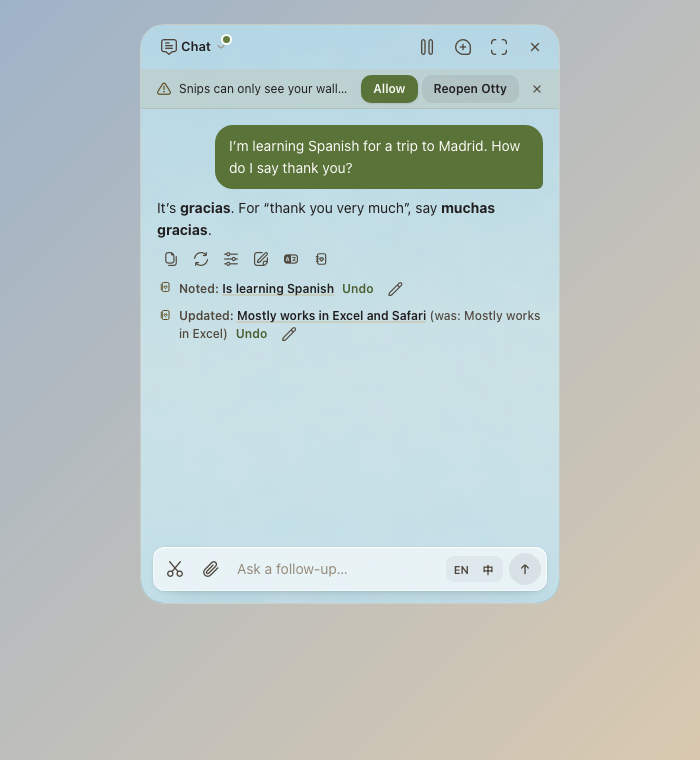 Chat
Snips can only see your wall...
Allow
Reopen Otty
I’m learning Spanish for a trip to Madrid. How
do I say thank you?
It’s gracias. For “thank you very much”, say muchas
gracias.
Noted: Is learning Spanish Undo
Updated: Mostly works in Excel and Safari (was: Mostly works
in Excel) Undo
Ask a follow-up...
EN 中